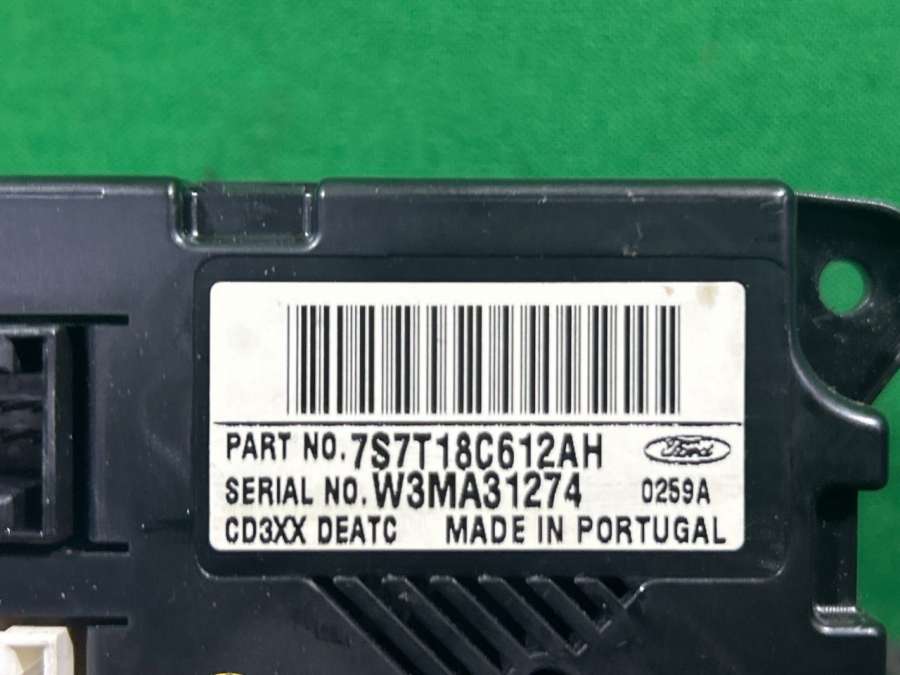 PART NO. 7S7T18C612AH
Ford
SERIAL NO. W3MA31274 0259A
CD3XX DEATC MADE IN PORTUGAL